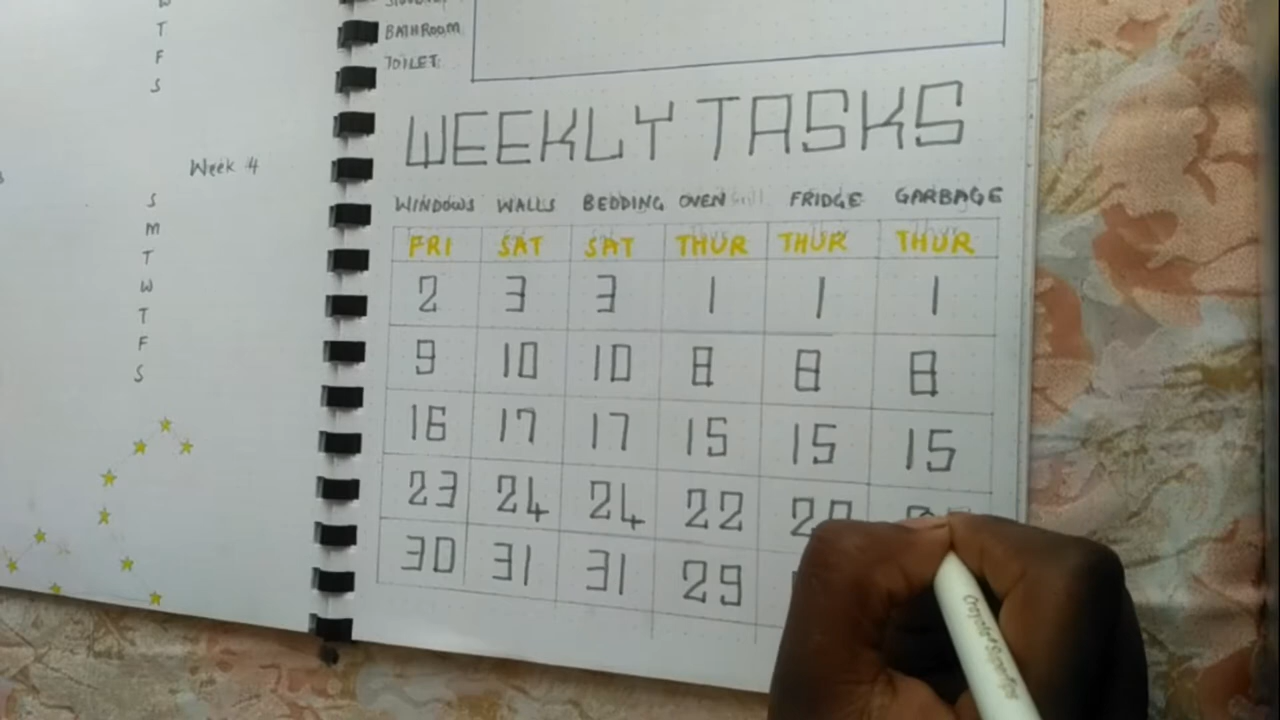 W
T
F
S
Week 4
S
M
T
W
T
F
S
BATHROOM
TOILET:
WEEKLY TASKS
WINDOWS WALLS BEDDING OVEN FRIDGE GARBAGE
FRI SAT SAT THUR THUR THUR
2 3 3 1 1 1
9 10 10 8 8 8
16 17 17 15 15 15
23 24 24 22
30 31 31 29
Crayola Supertips